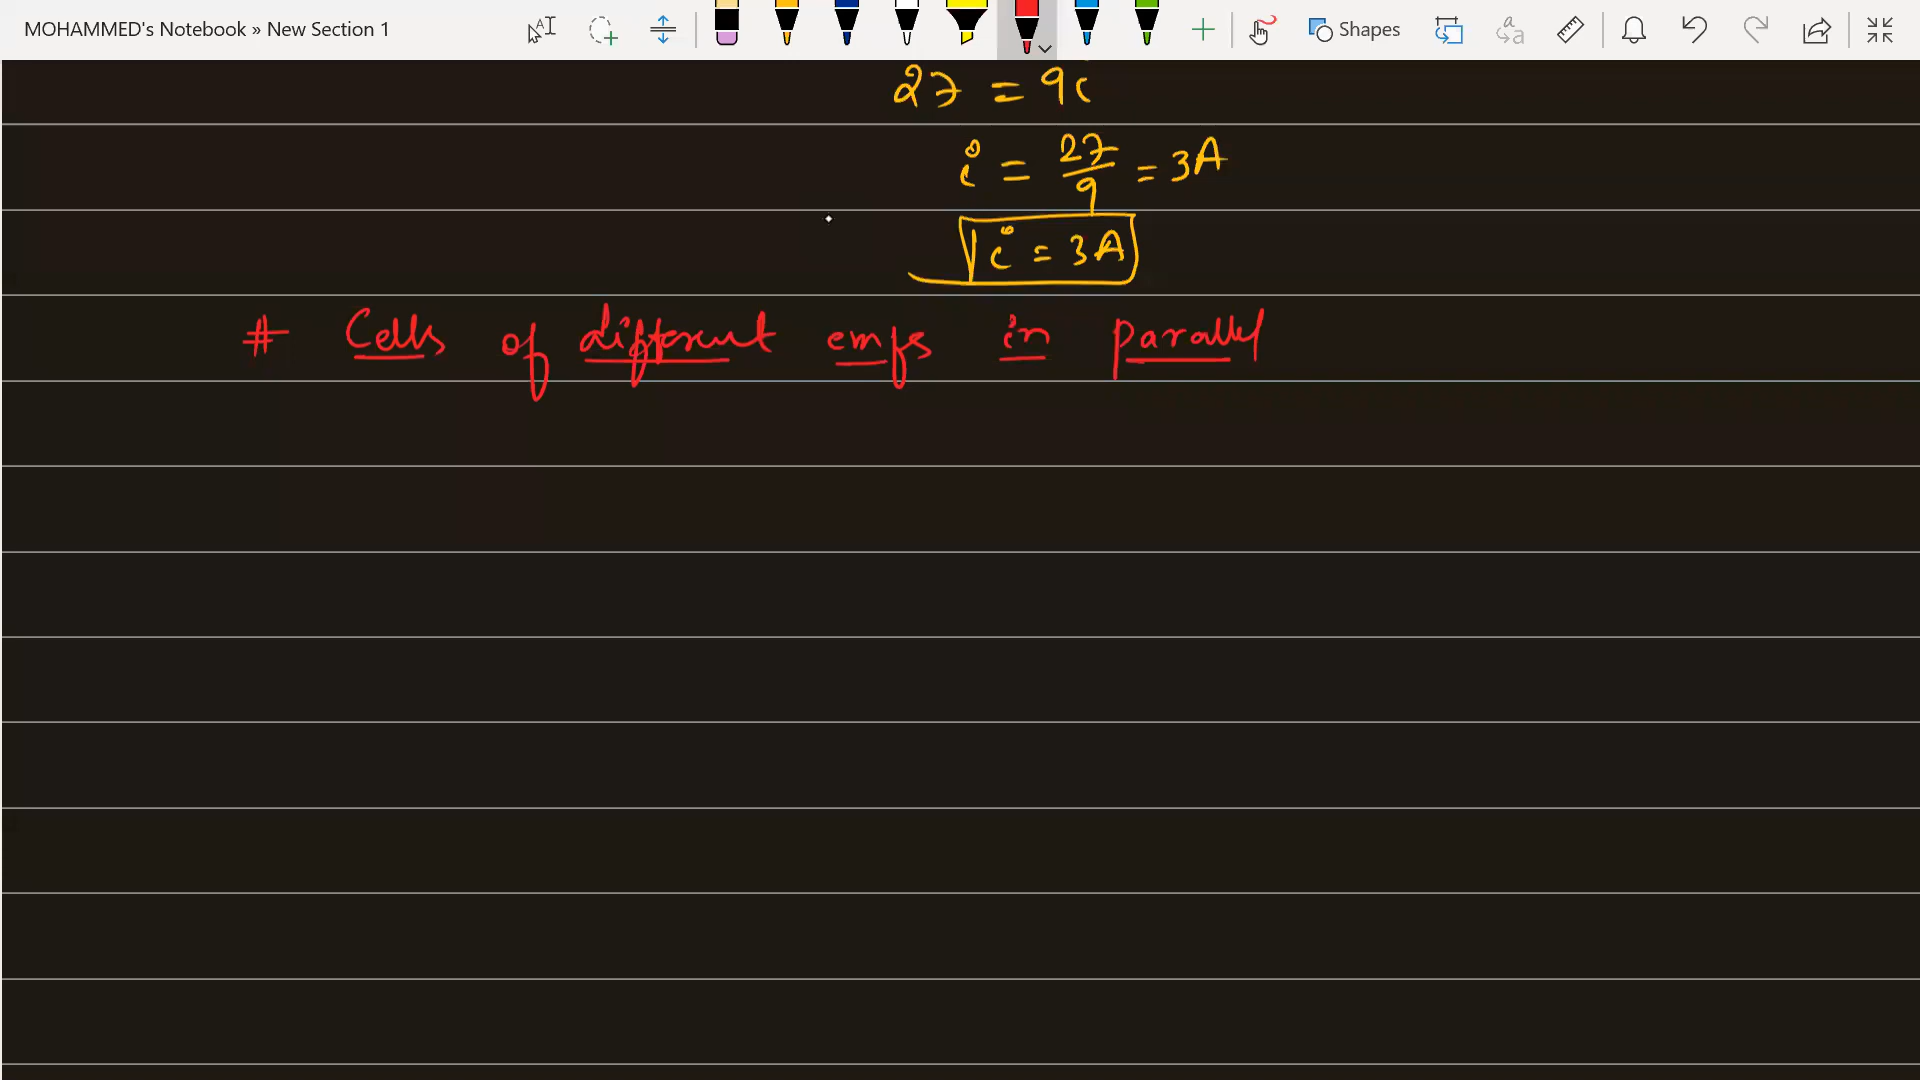 MOHAMMED's Notebook » New Section 1 Shapes
27 = 9i
i = 27/9 = 3A
i = 3A
# Cells of different emfs in parallel